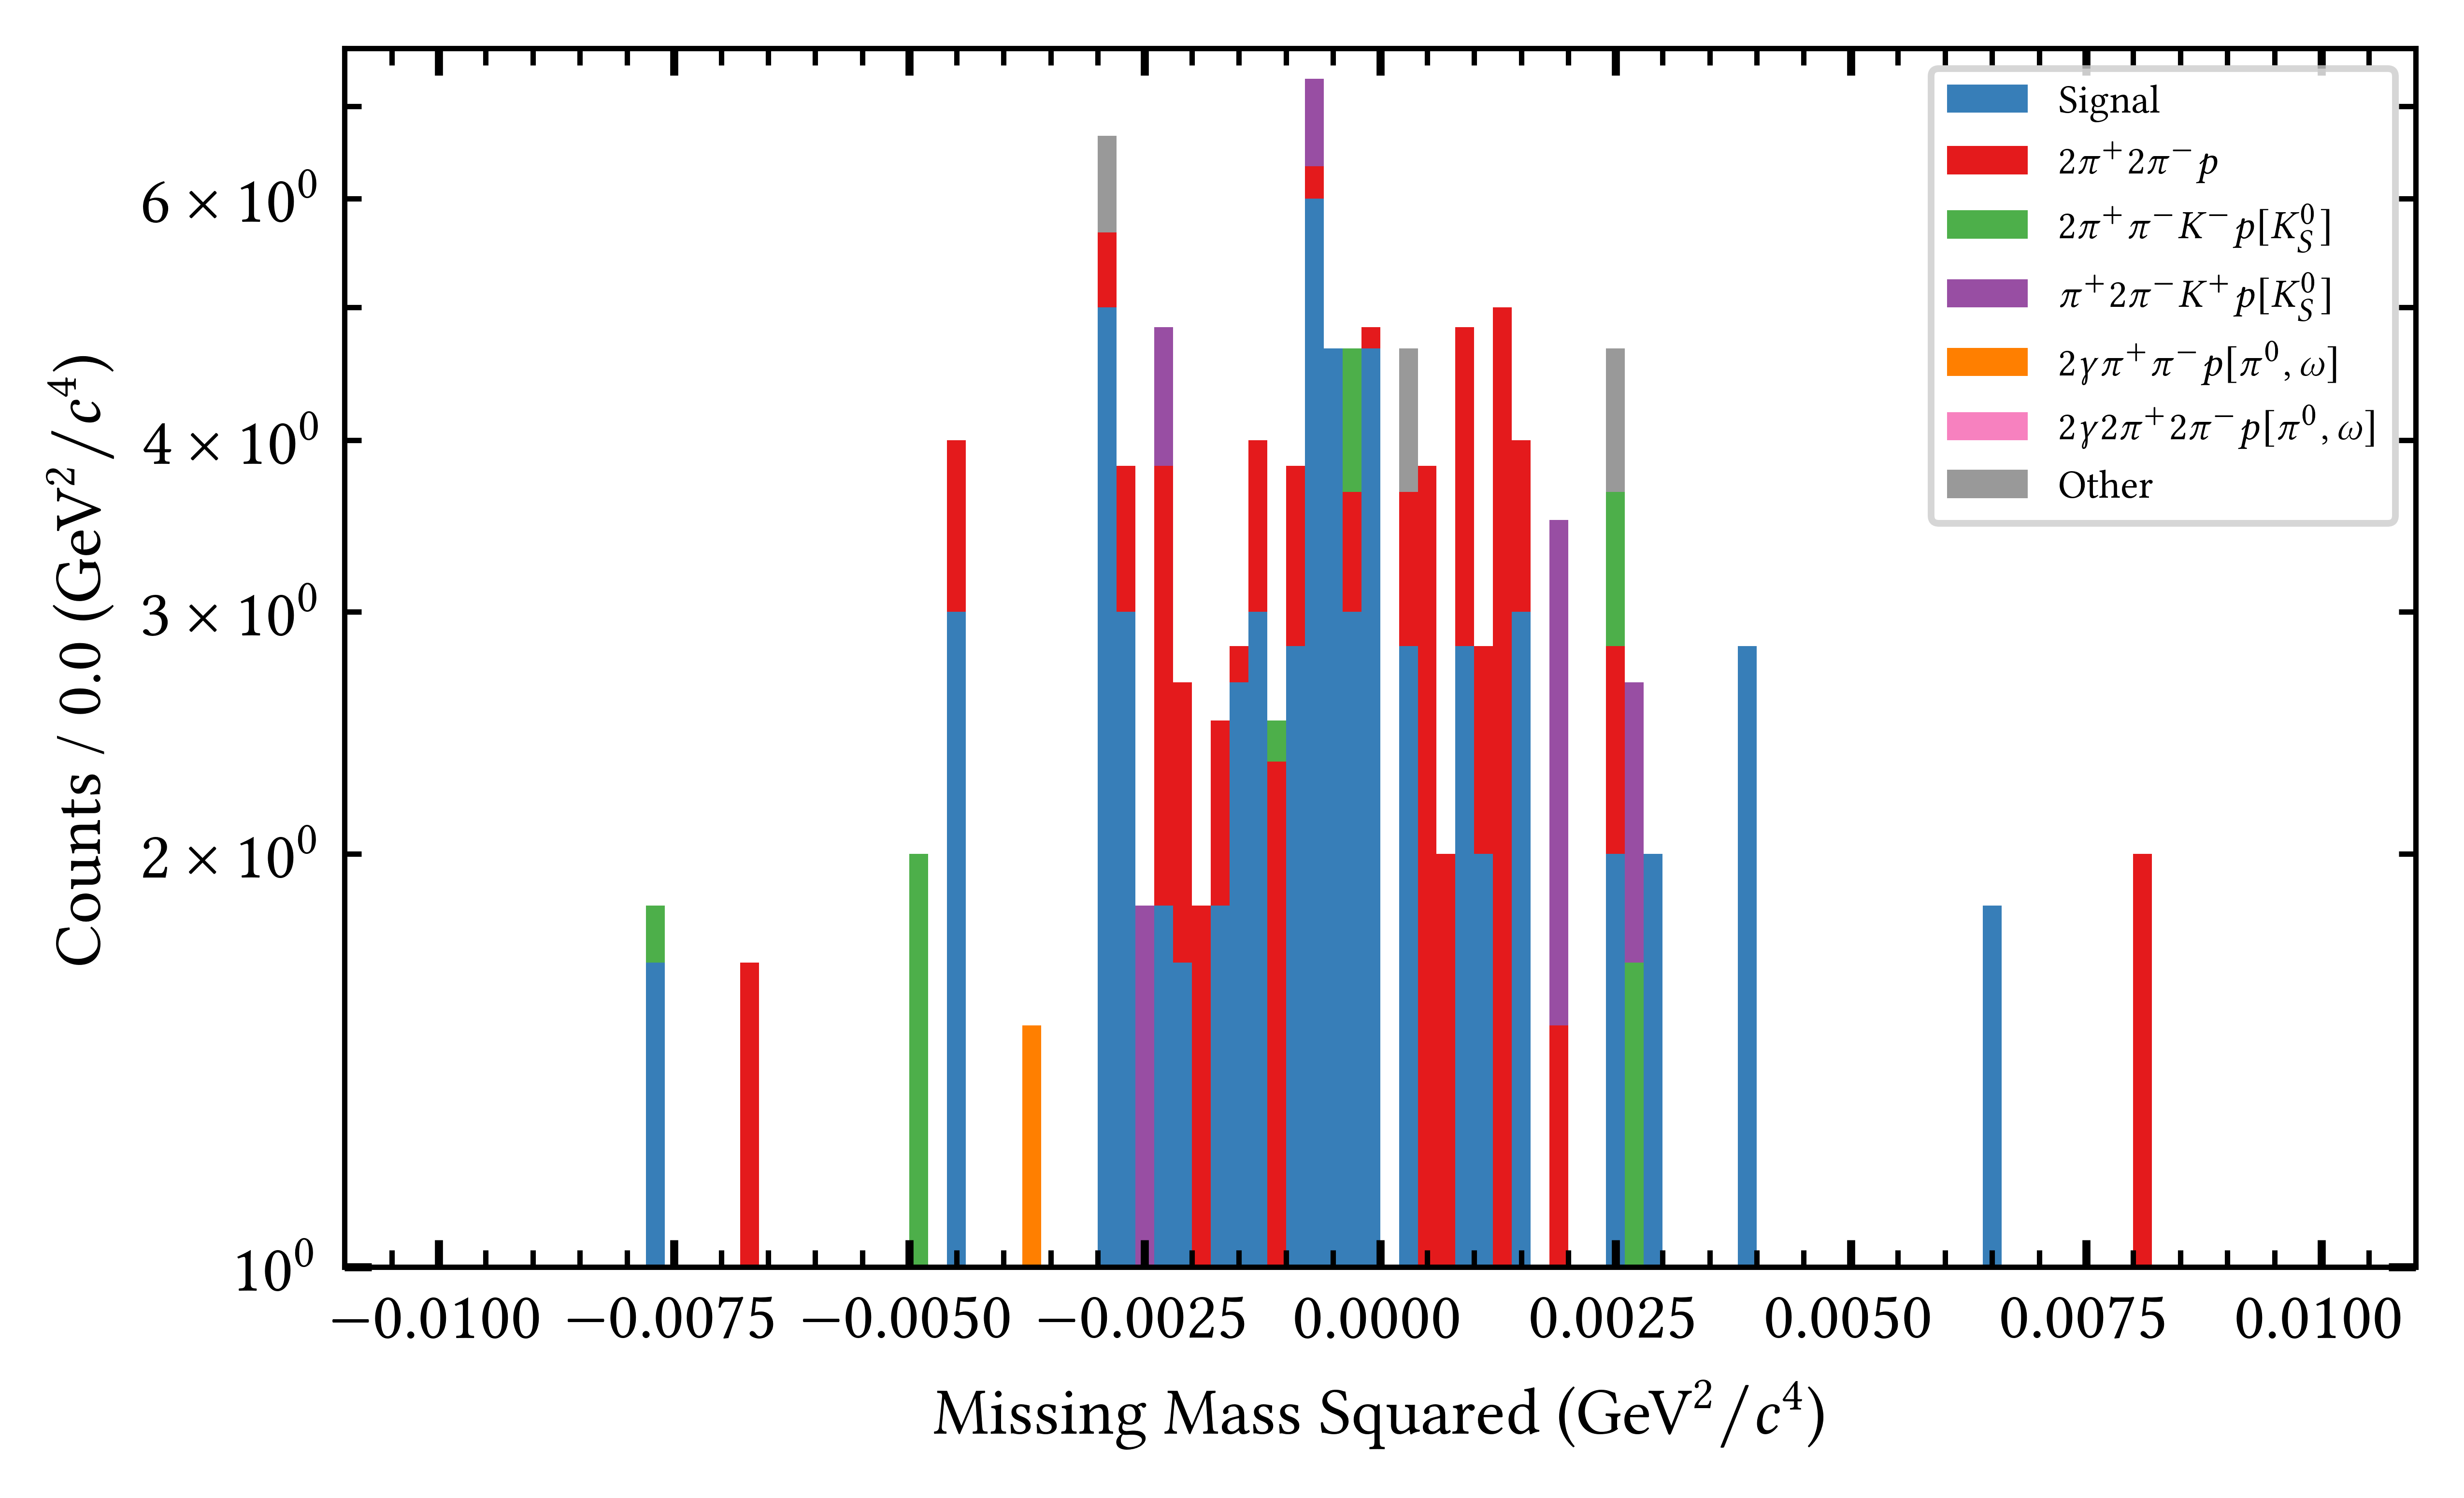 Counts / 0.0 (GeV²/c⁴)
6 × 10⁰
4 × 10⁰
3 × 10⁰
2 × 10⁰
10⁰
Signal
2π⁺2π⁻p
2π⁺π⁻K⁻p[K⁰_S]
π⁺2π⁻K⁺p[K⁰_S]
2γπ⁺π⁻p[π⁰, ω]
2γ2π⁺2π⁻p[π⁰, ω]
Other
−0.0100 −0.0075 −0.0050 −0.0025 0.0000 0.0025 0.0050 0.0075 0.0100
Missing Mass Squared (GeV²/c⁴)